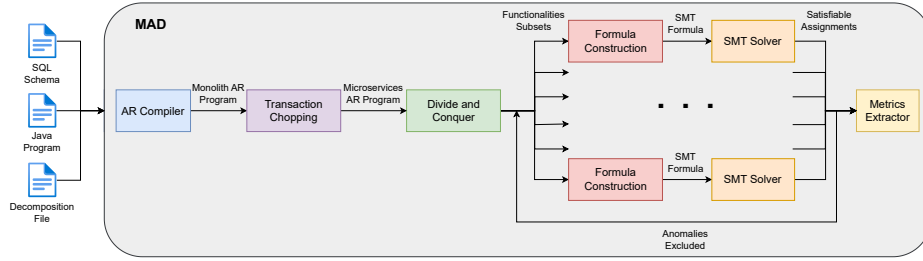 MAD
SQL
Schema
Java
Program
Decomposition
File
AR Compiler
Monolith AR
Program
Transaction
Chopping
Microservices
AR Program
Divide and
Conquer
Functionalities
Subsets
Formula
Construction
SMT
Formula
SMT Solver
Satisfiable
Assignments
. . .
Formula
Construction
SMT
Formula
SMT Solver
Metrics
Extractor
Anomalies
Excluded